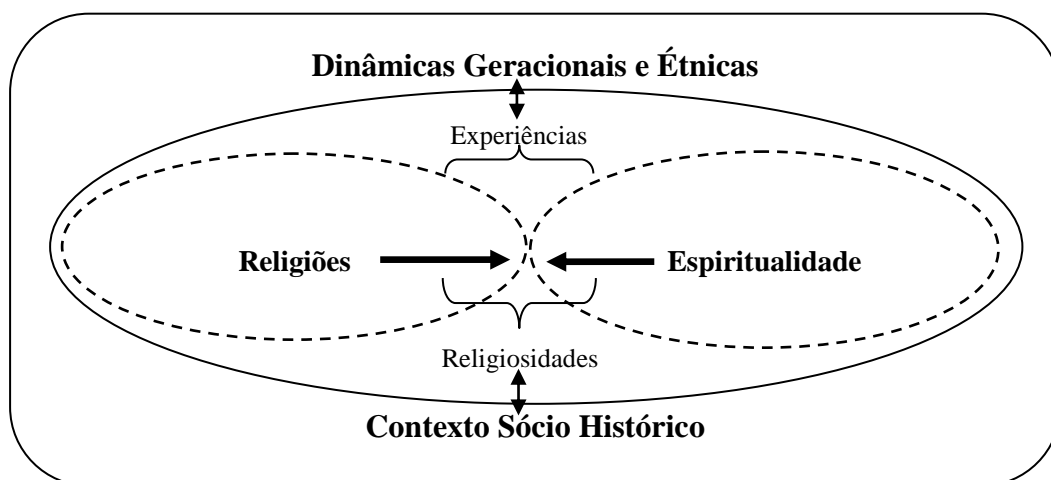 Dinâmicas Geracionais e Étnicas
Experiências
Religiões
Espiritualidade
Religiosidades
Contexto Sócio Histórico